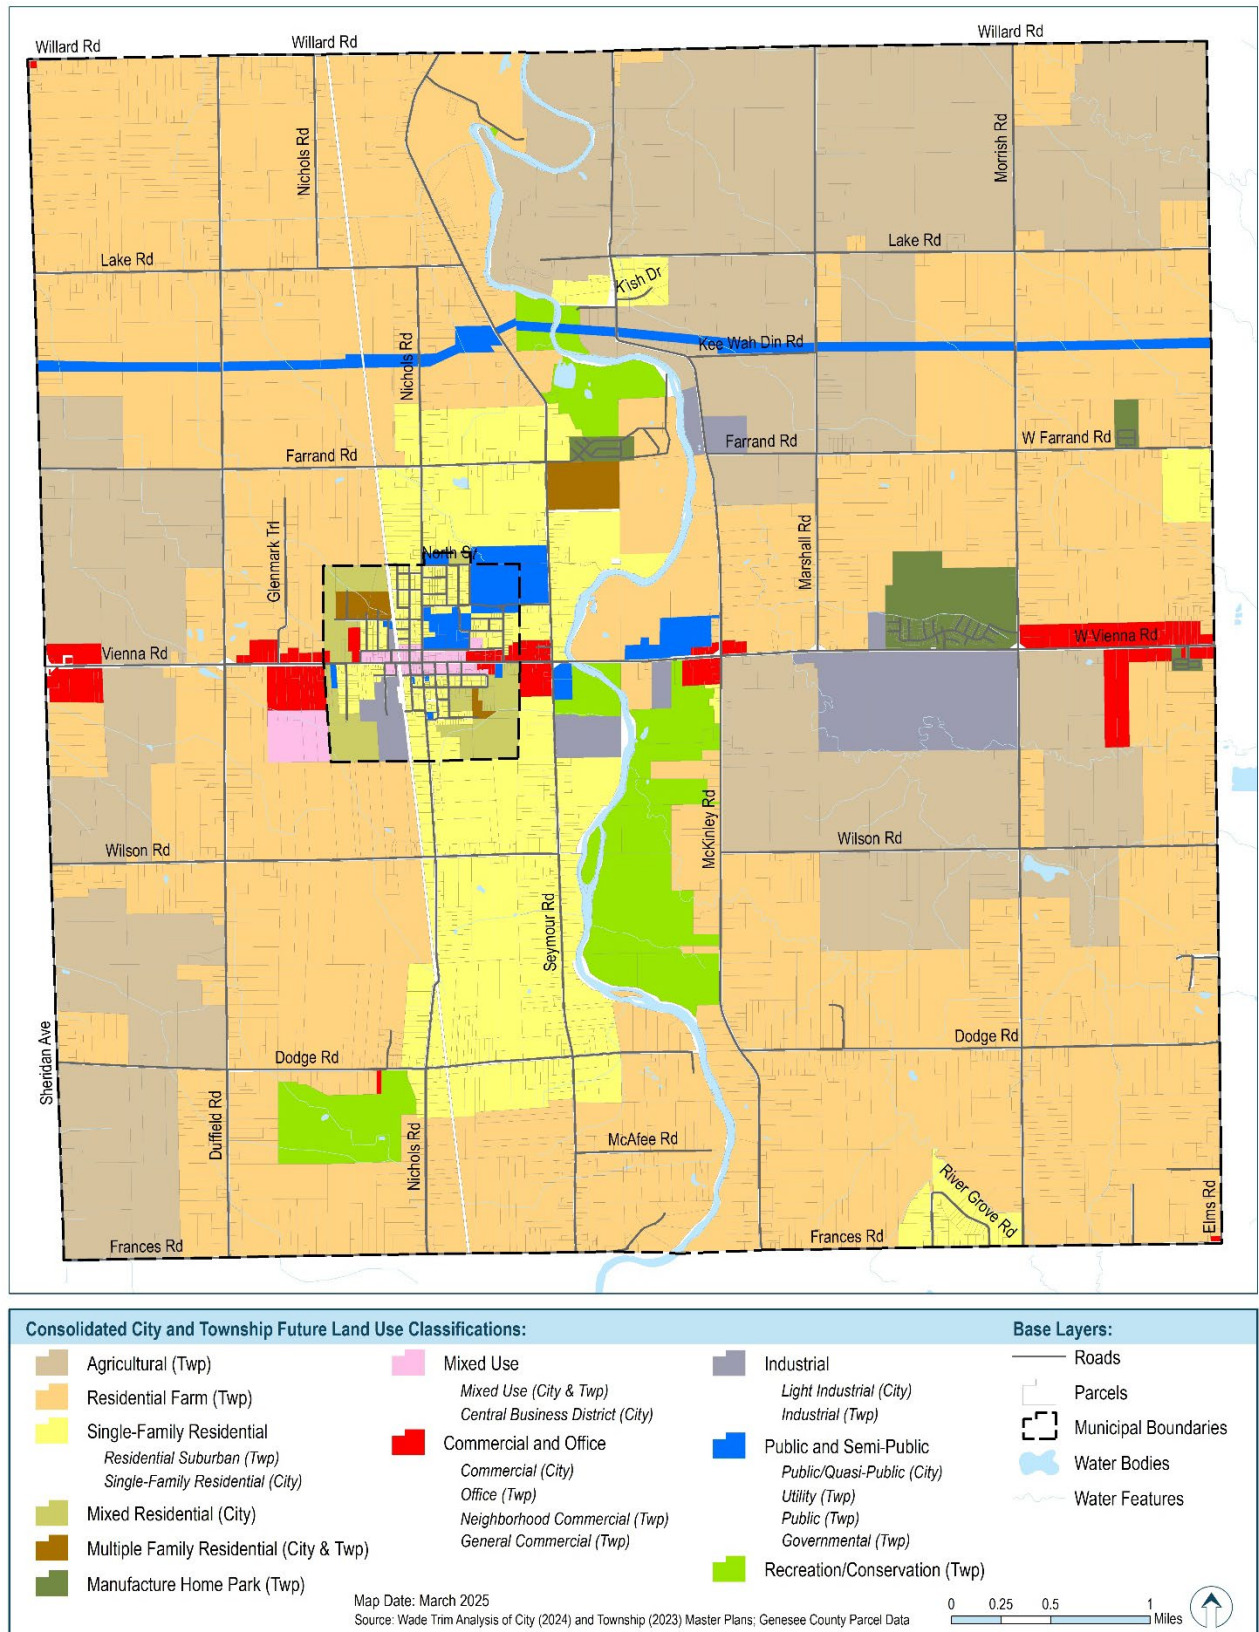 Willard Rd
Willard Rd
Willard Rd
Nichols Rd
Morrish Rd
Lake Rd
Lake Rd
Kish Dr
Nichols Rd
Kee Wah Din Rd
Farrand Rd
Farrand Rd
W Farrand Rd
Glenmark Trl
North St
Marshall Rd
Vienna Rd
W Vienna Rd
McKinley Rd
Wilson Rd
Wilson Rd
Seymour Rd
Sheridan Ave
Dodge Rd
Dodge Rd
Duffield Rd
Nichols Rd
McAfee Rd
River Grove Rd
Elms Rd
Frances Rd
Frances Rd
Consolidated City and Township Future Land Use Classifications:
Agricultural (Twp)
Residential Farm (Twp)
Single-Family Residential
Residential Suburban (Twp)
Single-Family Residential (City)
Mixed Residential (City)
Multiple Family Residential (City & Twp)
Manufacture Home Park (Twp)
Mixed Use
Mixed Use (City & Twp)
Central Business District (City)
Commercial and Office
Commercial (City)
Office (Twp)
Neighborhood Commercial (Twp)
General Commercial (Twp)
Industrial
Light Industrial (City)
Industrial (Twp)
Public and Semi-Public
Public/Quasi-Public (City)
Utility (Twp)
Public (Twp)
Governmental (Twp)
Recreation/Conservation (Twp)
Base Layers:
Roads
Parcels
Municipal Boundaries
Water Bodies
Water Features
Map Date: March 2025
Source: Wade Trim Analysis of City (2024) and Township (2023) Master Plans; Genesee County Parcel Data
0 0.25 0.5 1
Miles